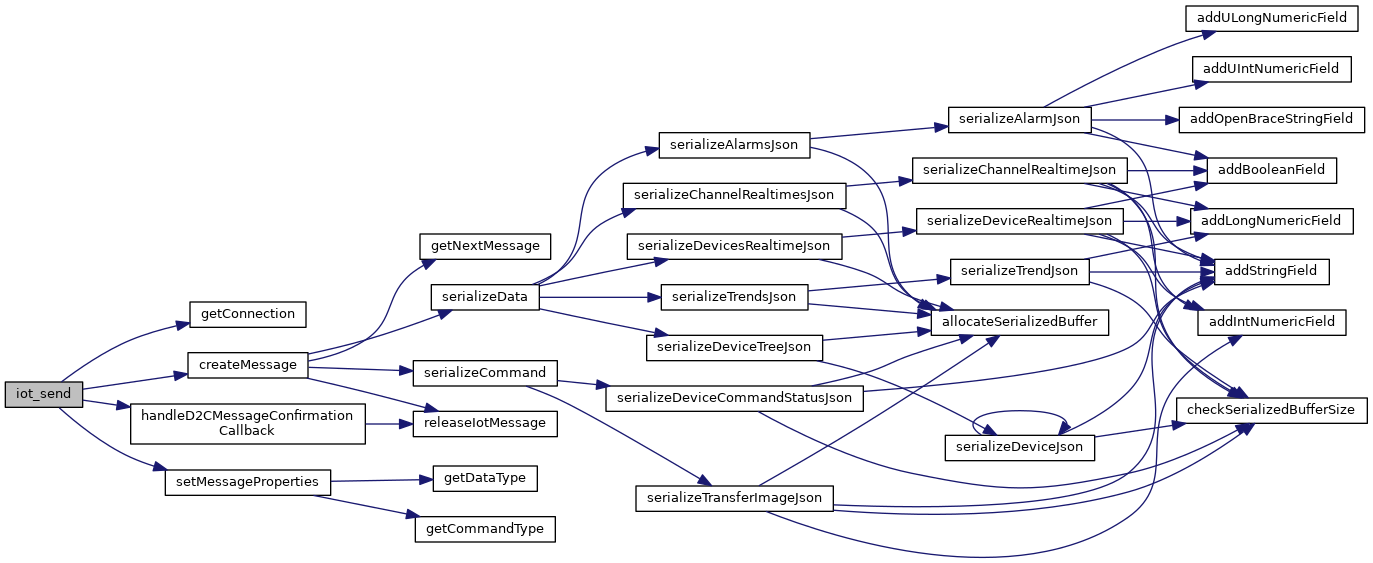 addULongNumericField
addUIntNumericField
addOpenBraceStringField
serializeAlarmJson
serializeAlarmsJson
addBooleanField
serializeChannelRealtimeJson
serializeChannelRealtimesJson
addLongNumericField
serializeDeviceRealtimeJson
getNextMessage
serializeDevicesRealtimeJson
addStringField
serializeTrendJson
serializeData
serializeTrendsJson
getConnection
allocateSerializedBuffer
addIntNumericField
serializeDeviceTreeJson
createMessage
serializeCommand
iot_send
serializeDeviceCommandStatusJson
checkSerializedBufferSize
handleD2CMessageConfirmation
Callback
releaseIotMessage
serializeDeviceJson
getDataType
setMessageProperties
serializeTransferImageJson
getCommandType